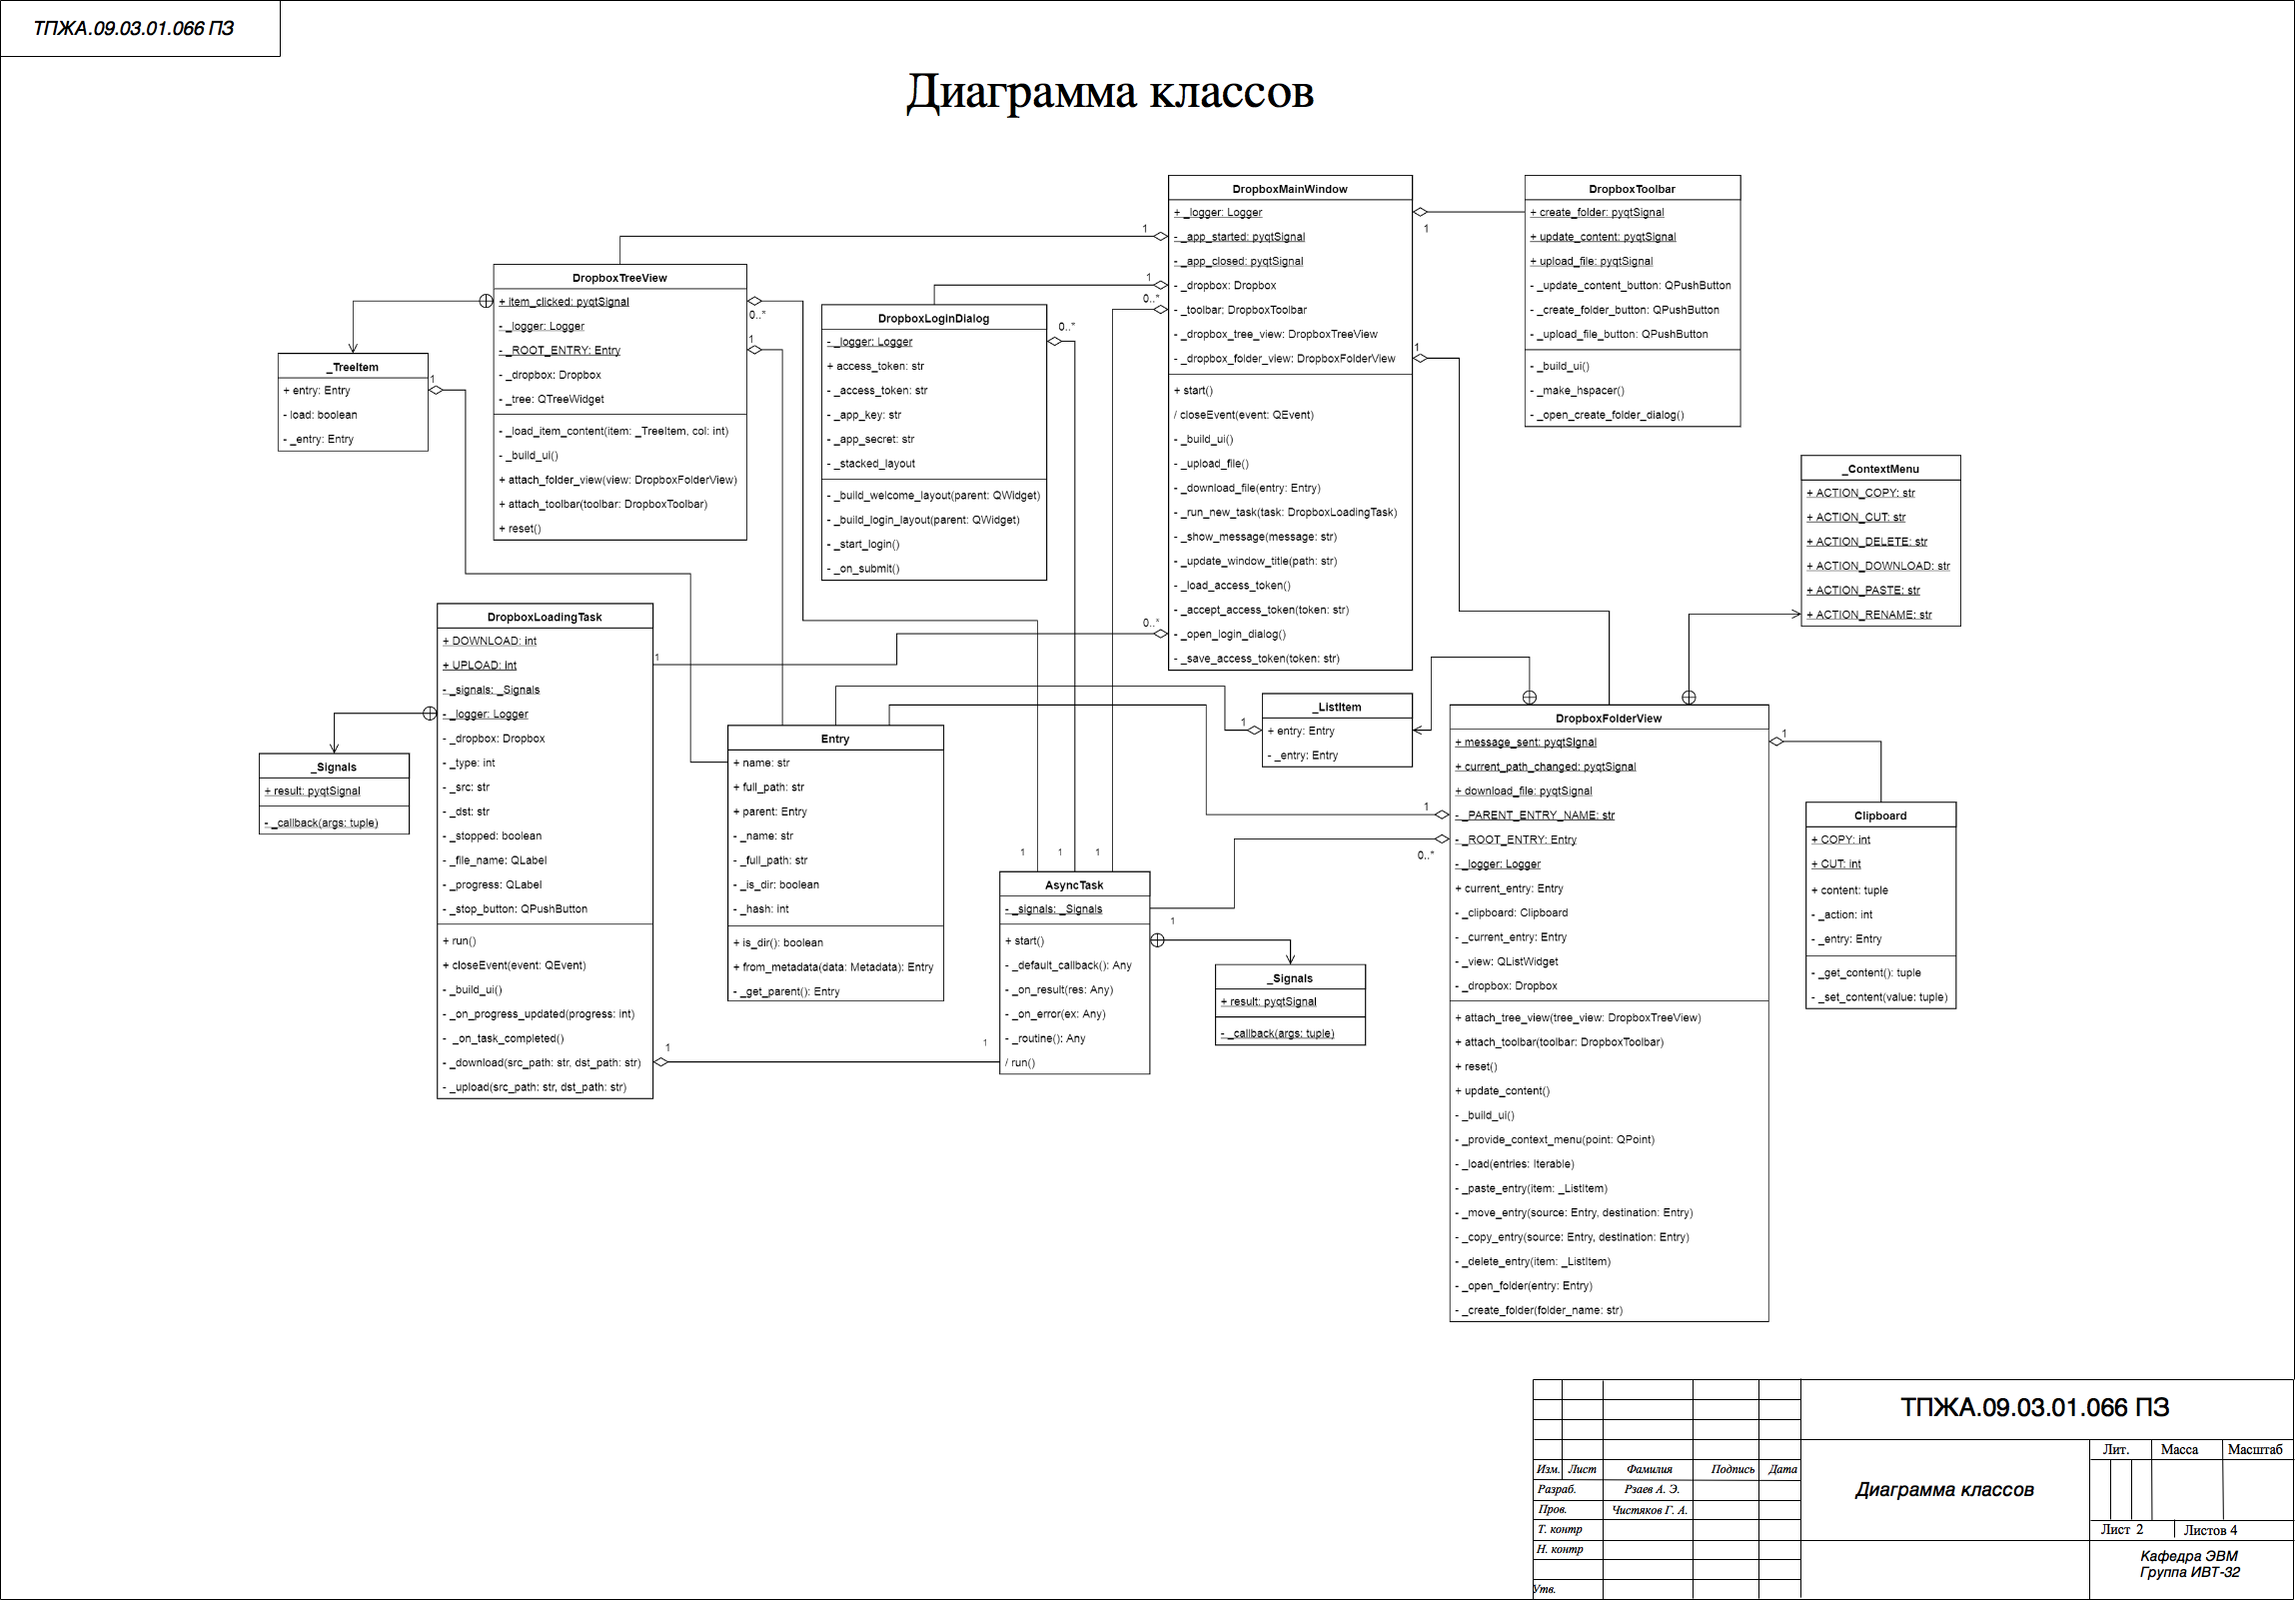 ТПЖА.09.03.01.066 ПЗ
Диаграмма классов
DropboxMainWindow
+ _logger: Logger
- _app_started: pyqtSignal
- _app_closed: pyqtSignal
- _dropbox: Dropbox
- _toolbar: DropboxToolbar
- _dropbox_tree_view: DropboxTreeView
- _dropbox_folder_view: DropboxFolderView
+ start()
/ closeEvent(event: QEvent)
- _build_ui()
- _upload_file()
- _download_file(entry: Entry)
- _run_new_task(task: DropboxLoadingTask)
- _show_message(message: str)
- _update_window_title(path: str)
- _load_access_token()
- _accept_access_token(token: str)
- _open_login_dialog()
- _save_access_token(token: str)
1
1
0..*
0..*
1
1
DropboxToolbar
+ create_folder: pyqtSignal
+ update_content: pyqtSignal
+ upload_file: pyqtSignal
- _update_content_button: QPushButton
- _create_folder_button: QPushButton
- _upload_file_button: QPushButton
- _build_ui()
- _make_hspacer()
- _open_create_folder_dialog()
DropboxTreeView
+ item_clicked: pyqtSignal
- _logger: Logger
- _ROOT_ENTRY: Entry
- _dropbox: Dropbox
- _tree: QTreeWidget
- _load_item_content(item: _TreeItem, col: int)
- _build_ui()
+ attach_folder_view(view: DropboxFolderView)
+ attach_toolbar(toolbar: DropboxToolbar)
+ reset()
0..*
1
DropboxLoginDialog
- _logger: Logger
+ access_token: str
- _access_token: str
- _app_key: str
- _app_secret: str
- _stacked_layout
- _build_welcome_layout(parent: QWidget)
- _build_login_layout(parent: QWidget)
- _start_login()
- _on_submit()
0..*
_TreeItem
+ entry: Entry
- load: boolean
- _entry: Entry
1
_ContextMenu
+ ACTION_COPY: str
+ ACTION_CUT: str
+ ACTION_DELETE: str
+ ACTION_DOWNLOAD: str
+ ACTION_PASTE: str
+ ACTION_RENAME: str
DropboxLoadingTask
+ DOWNLOAD: int
+ UPLOAD: int
- _signals: _Signals
- _logger: Logger
- _dropbox: Dropbox
- _type: int
- _src: str
- _dst: str
- _stopped: boolean
- _file_name: QLabel
- _progress: QLabel
- _stop_button: QPushButton
+ run()
+ closeEvent(event: QEvent)
- _build_ui()
- _on_progress_updated(progress: int)
- _on_task_completed()
- _download(src_path: str, dst_path: str)
- _upload(src_path: str, dst_path: str)
1
1
_Signals
+ result: pyqtSignal
- _callback(args: tuple)
Entry
+ name: str
+ full_path: str
+ parent: Entry
- _name: str
- _full_path: str
- _is_dir: boolean
- _hash: int
+ is_dir(): boolean
+ from_metadata(data: Metadata): Entry
- _get_parent(): Entry
1 1 1
AsyncTask
- _signals: _Signals
+ start()
- _default_callback(): Any
- _on_result(res: Any)
- _on_error(ex: Any)
- _routine(): Any
/ run()
1
1
_Signals
+ result: pyqtSignal
- _callback(args: tuple)
_ListItem
+ entry: Entry
- _entry: Entry
1
DropboxFolderView
+ message_sent: pyqtSignal
+ current_path_changed: pyqtSignal
+ download_file: pyqtSignal
- _PARENT_ENTRY_NAME: str
- _ROOT_ENTRY: Entry
- _logger: Logger
+ current_entry: Entry
- _clipboard: Clipboard
- _current_entry: Entry
- _view: QListWidget
- _dropbox: Dropbox
+ attach_tree_view(tree_view: DropboxTreeView)
+ attach_toolbar(toolbar: DropboxToolbar)
+ reset()
+ update_content()
- _build_ui()
- _provide_context_menu(point: QPoint)
- _load(entries: Iterable)
- _paste_entry(item: _ListItem)
- _move_entry(source: Entry, destination: Entry)
- _copy_entry(source: Entry, destination: Entry)
- _delete_entry(item: _ListItem)
- _open_folder(entry: Entry)
- _create_folder(folder_name: str)
1
0..*
1
Clipboard
+ COPY: int
+ CUT: int
+ content: tuple
- _action: int
- _entry: Entry
- _get_content(): tuple
- _set_content(value: tuple)
ТПЖА.09.03.01.066 ПЗ
Изм. Лист Фамилия Подпись Дата
Разраб. Рзаев А. Э.
Пров. Чистяков Г. А.
Т. контр
Н. контр
Утв.
Диаграмма классов
Лит. Масса Масштаб
Лист 2 Листов 4
Кафедра ЭВМ
Группа ИВТ-32